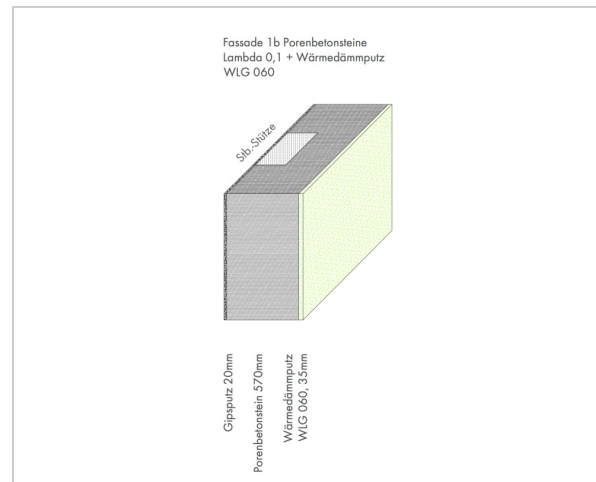 Fassade 1b Porenbetonsteine
Lambda 0,1 + Wärmedämmputz
WLG 060
Stb.-Stütze
Gipsputz 20mm
Porenbetonstein 570mm
Wärmedämmputz
WLG 060, 35mm